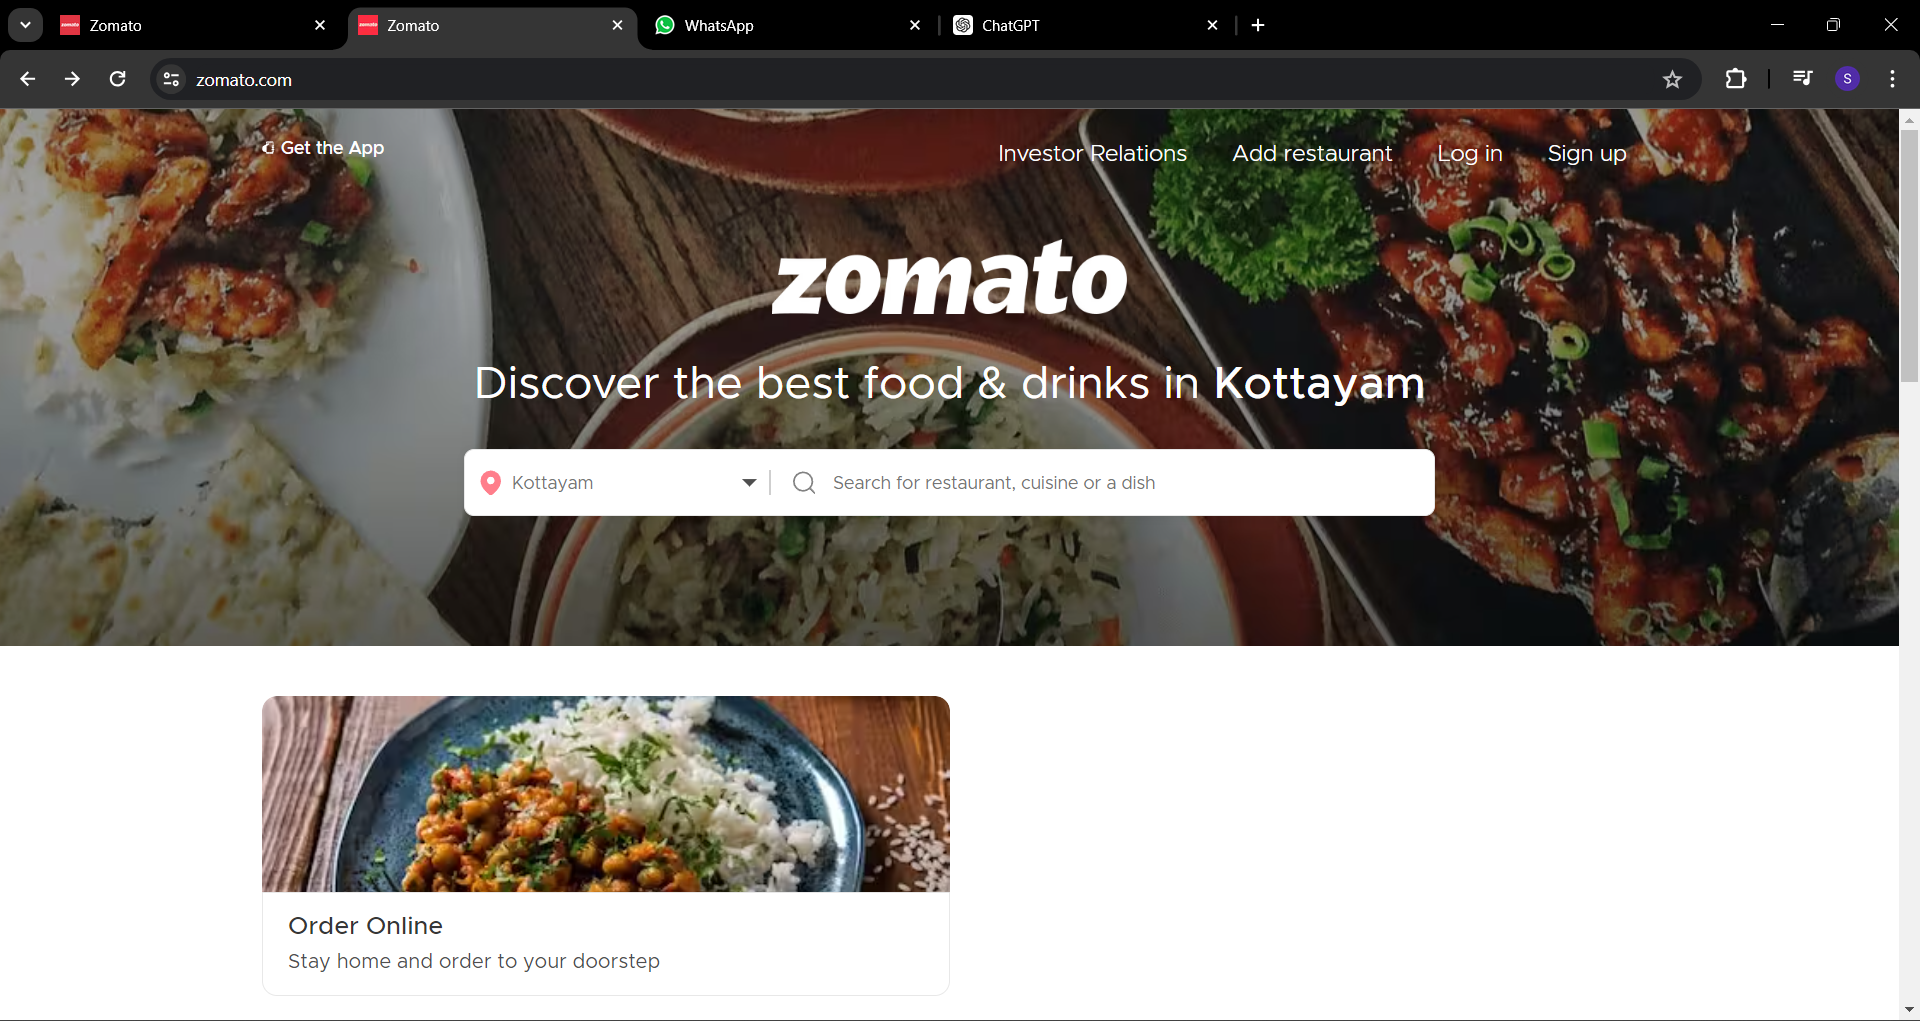 Zomato
Zomato
WhatsApp
ChatGPT
zomato.com
S
Get the App
Investor Relations
Add restaurant
Log in
Sign up
zomato
Discover the best food & drinks in Kottayam
Kottayam
Search for restaurant, cuisine or a dish
Order Online
Stay home and order to your doorstep